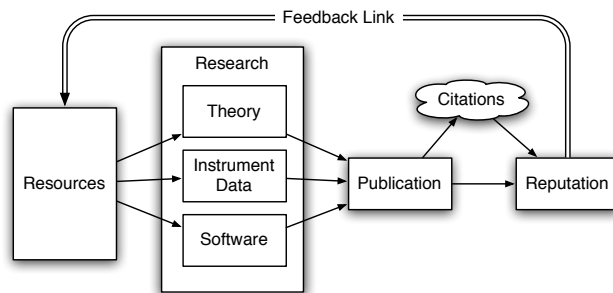 Feedback Link
Research
Theory
Citations
Resources
Instrument
Data
Publication
Reputation
Software